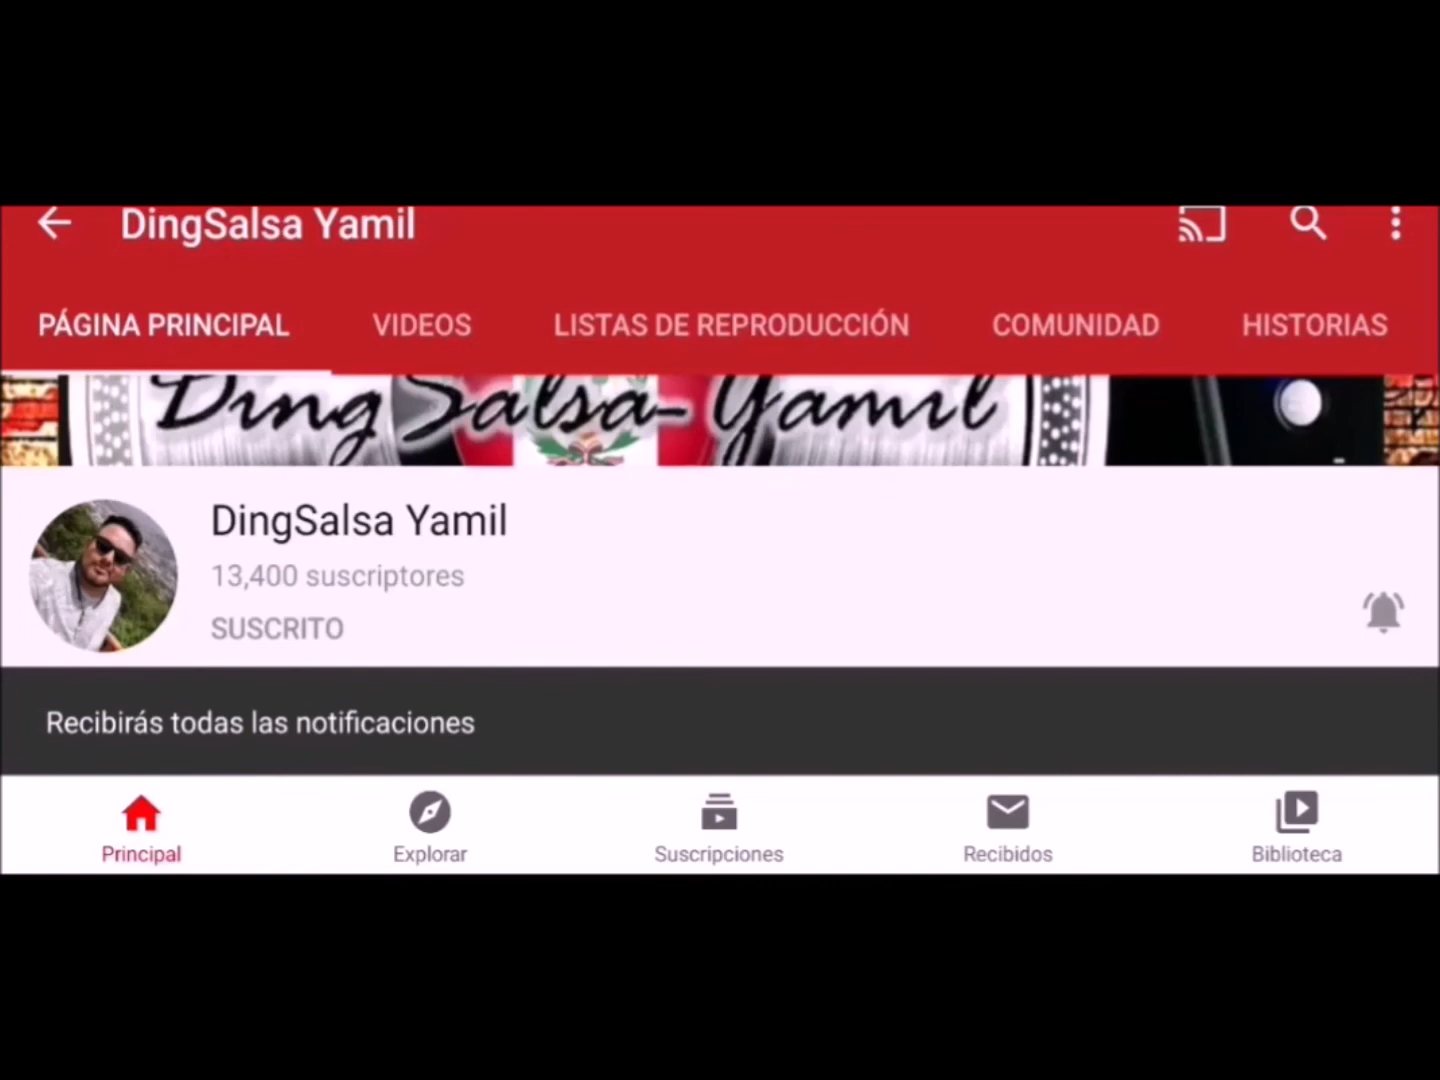 DingSalsa Yamil
PÁGINA PRINCIPAL VIDEOS LISTAS DE REPRODUCCIÓN COMUNIDAD HISTORIAS
DingSalsa-Yamil
DingSalsa Yamil
13,400 suscriptores
SUSCRITO
Recibirás todas las notificaciones
Principal Explorar Suscripciones Recibidos Biblioteca